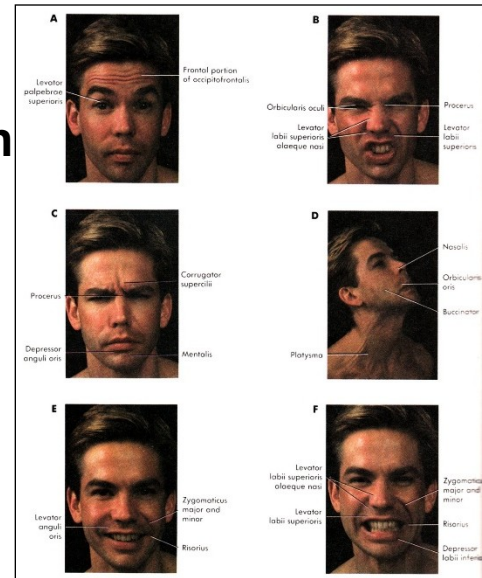 n
A
Levator
palpebrae
superioris
Frontal portion
of occipitofrontalis
B
Orbicularis oculi
Levator
labii superioris
alaeque nasi
Procerus
Levator
labii
superioris
C
Procerus
Corrugator
supercilii
Depressor
anguli oris
Mentalis
D
Nasalis
Orbicularis
oris
Buccinator
Platysma
E
Levator
anguli
oris
Zygomaticus
major and
minor
Risorius
F
Levator
labii superioris
alaeque nasi
Levator
labii superioris
Zygomaticus
major and
minor
Risorius
Depressor
labii inferioris